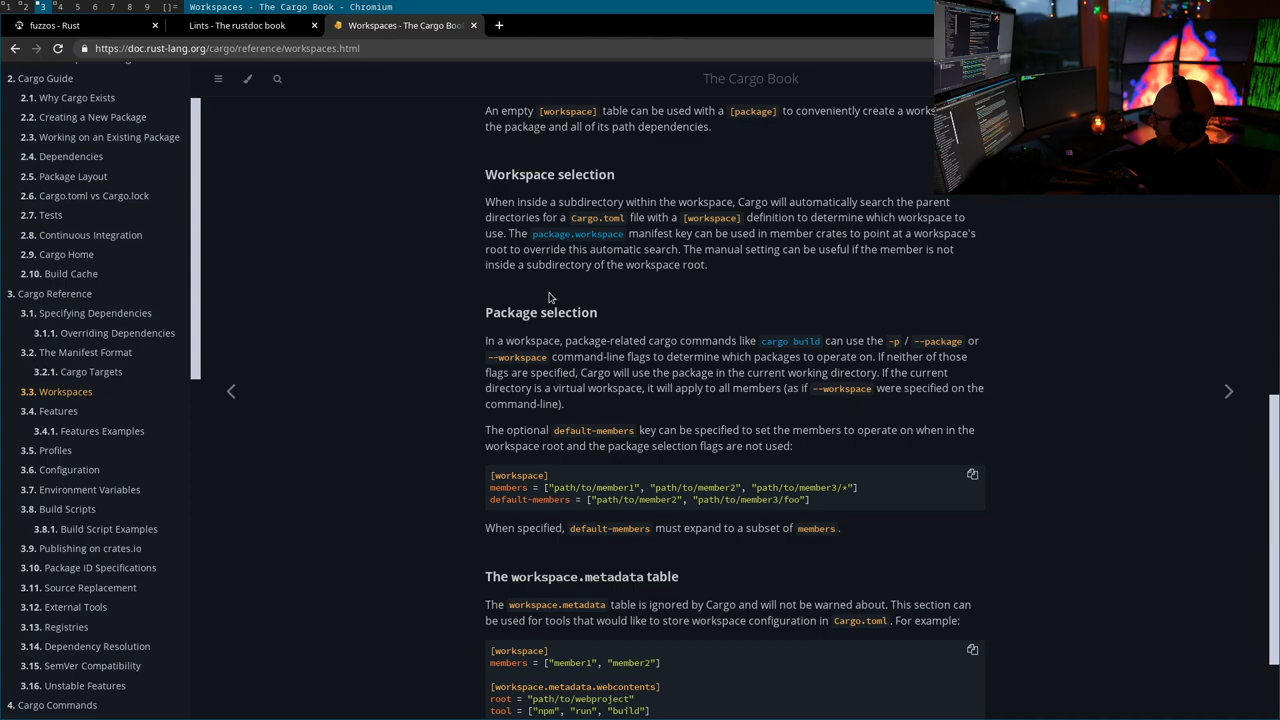 1 2 3 4 5 6 7 8 9 []= Workspaces - The Cargo Book - Chromium
fuzzos - Rust × Lints - The rustdoc book × Workspaces - The Cargo Boo × +
https://doc.rust-lang.org/cargo/reference/workspaces.html
2. Cargo Guide
2.1. Why Cargo Exists
2.2. Creating a New Package
2.3. Working on an Existing Package
2.4. Dependencies
2.5. Package Layout
2.6. Cargo.toml vs Cargo.lock
2.7. Tests
2.8. Continuous Integration
2.9. Cargo Home
2.10. Build Cache
3. Cargo Reference
3.1. Specifying Dependencies
3.1.1. Overriding Dependencies
3.2. The Manifest Format
3.2.1. Cargo Targets
3.3. Workspaces
3.4. Features
3.4.1. Features Examples
3.5. Profiles
3.6. Configuration
3.7. Environment Variables
3.8. Build Scripts
3.8.1. Build Script Examples
3.9. Publishing on crates.io
3.10. Package ID Specifications
3.11. Source Replacement
3.12. External Tools
3.13. Registries
3.14. Dependency Resolution
3.15. SemVer Compatibility
3.16. Unstable Features
4. Cargo Commands
The Cargo Book
An empty [workspace] table can be used with a [package] to conveniently create a works
the package and all of its path dependencies.
Workspace selection
When inside a subdirectory within the workspace, Cargo will automatically search the parent
directories for a Cargo.toml file with a [workspace] definition to determine which workspace to
use. The package.workspace manifest key can be used in member crates to point at a workspace's
root to override this automatic search. The manual setting can be useful if the member is not
inside a subdirectory of the workspace root.
Package selection
In a workspace, package-related cargo commands like cargo build can use the -p / --package or
--workspace command-line flags to determine which packages to operate on. If neither of those
flags are specified, Cargo will use the package in the current working directory. If the current
directory is a virtual workspace, it will apply to all members (as if --workspace were specified on the
command-line).
The optional default-members key can be specified to set the members to operate on when in the
workspace root and the package selection flags are not used:
[workspace]
members = ["path/to/member1", "path/to/member2", "path/to/member3/*"]
default-members = ["path/to/member2", "path/to/member3/foo"]
When specified, default-members must expand to a subset of members.
The workspace.metadata table
The workspace.metadata table is ignored by Cargo and will not be warned about. This section can
be used for tools that would like to store workspace configuration in Cargo.toml. For example:
[workspace]
members = ["member1", "member2"]
[workspace.metadata.webcontents]
root = "path/to/webproject"
tool = ["npm", "run", "build"]